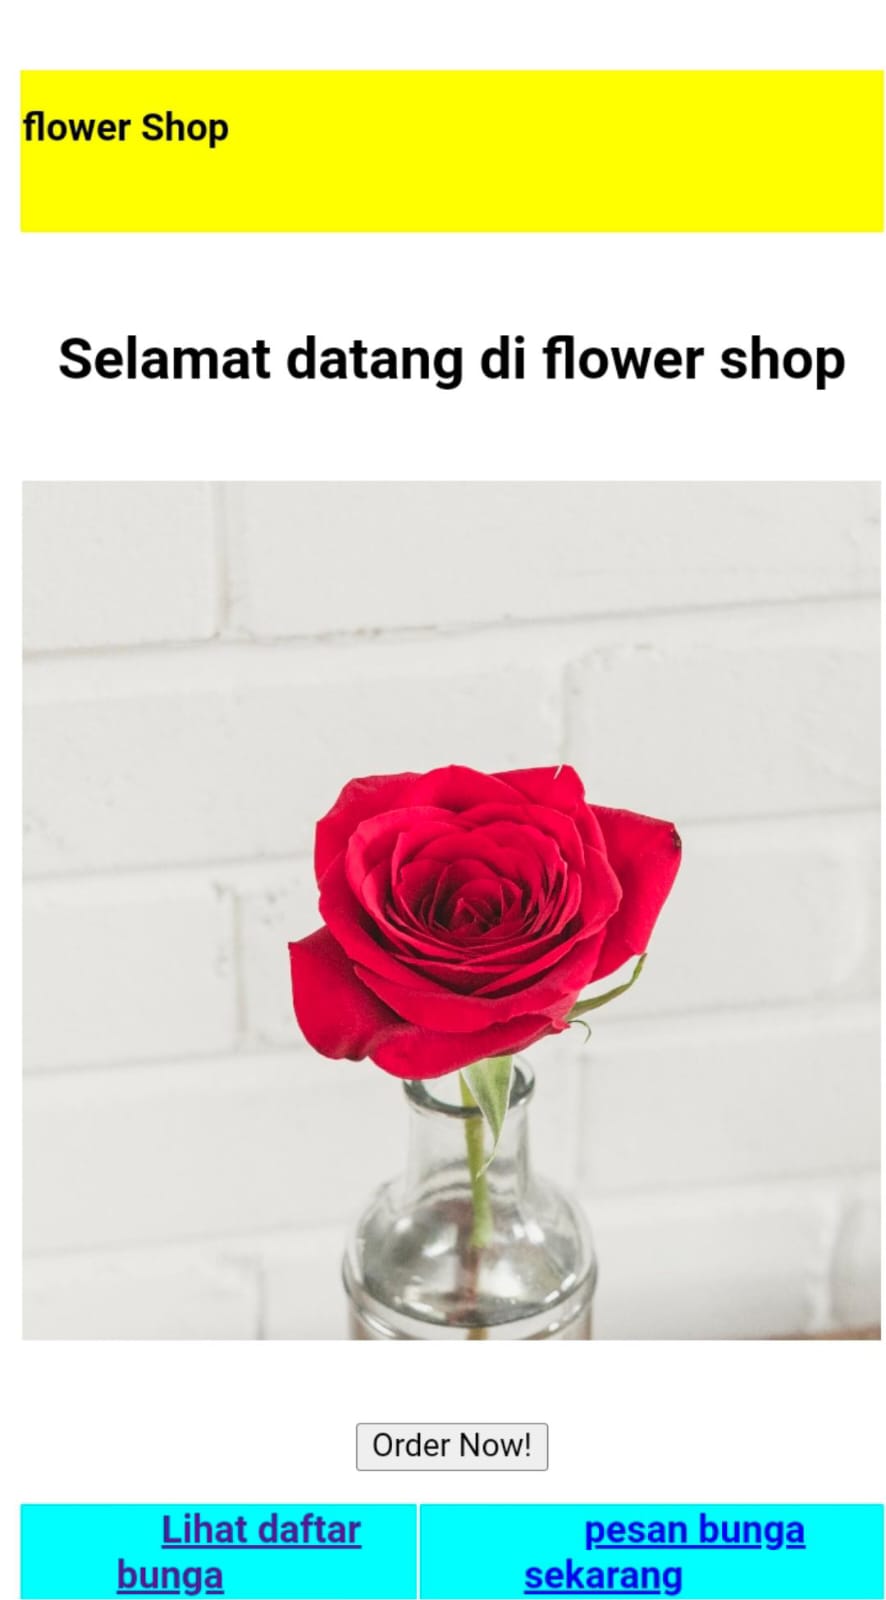 flower Shop
Selamat datang di flower shop
Order Now!
Lihat daftar
bunga
pesan bunga
sekarang